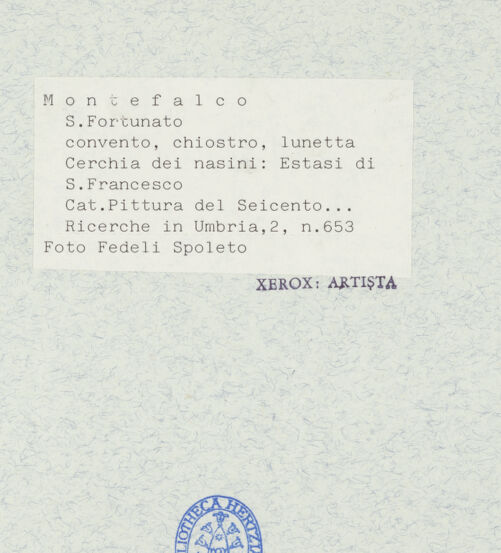 M o n t e f a l c o
S.Fortunato
convento, chiostro, lunetta
Cerchia dei nasini: Estasi di
S.Francesco
Cat.Pittura del Seicento...
Ricerche in Umbria,2, n.653
Foto Fedeli Spoleto
XEROX: ARTISTA